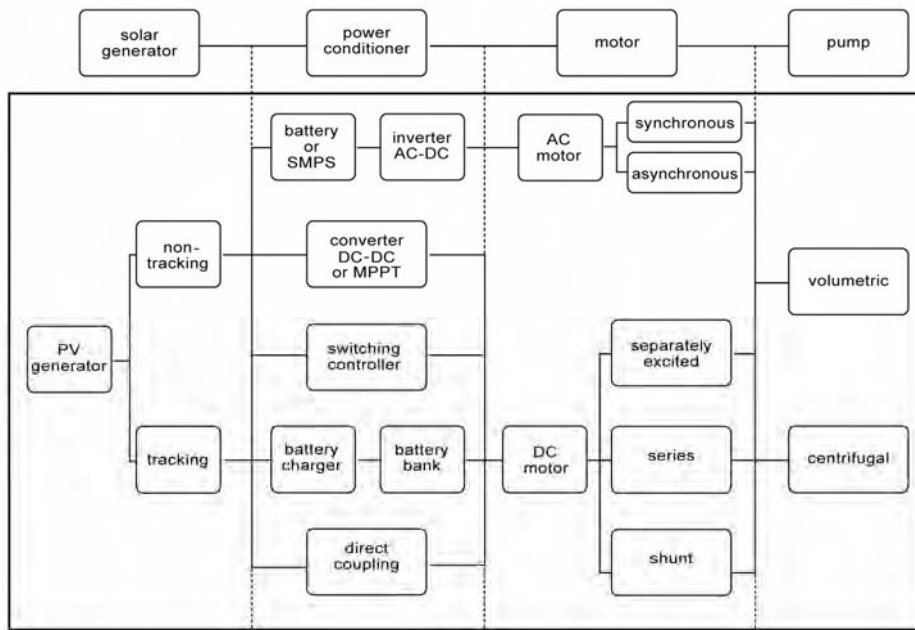 solar
generator
power
conditioner
motor
pump
battery
or
SMPS
inverter
AC-DC
AC
motor
synchronous
asynchronous
non-
tracking
converter
DC-DC
or MPPT
volumetric
PV
generator
switching
controller
separately
excifed
tracking
battery
charger
battery
bank
DC
motor
series
centrifugal
direct
coupling
shunt